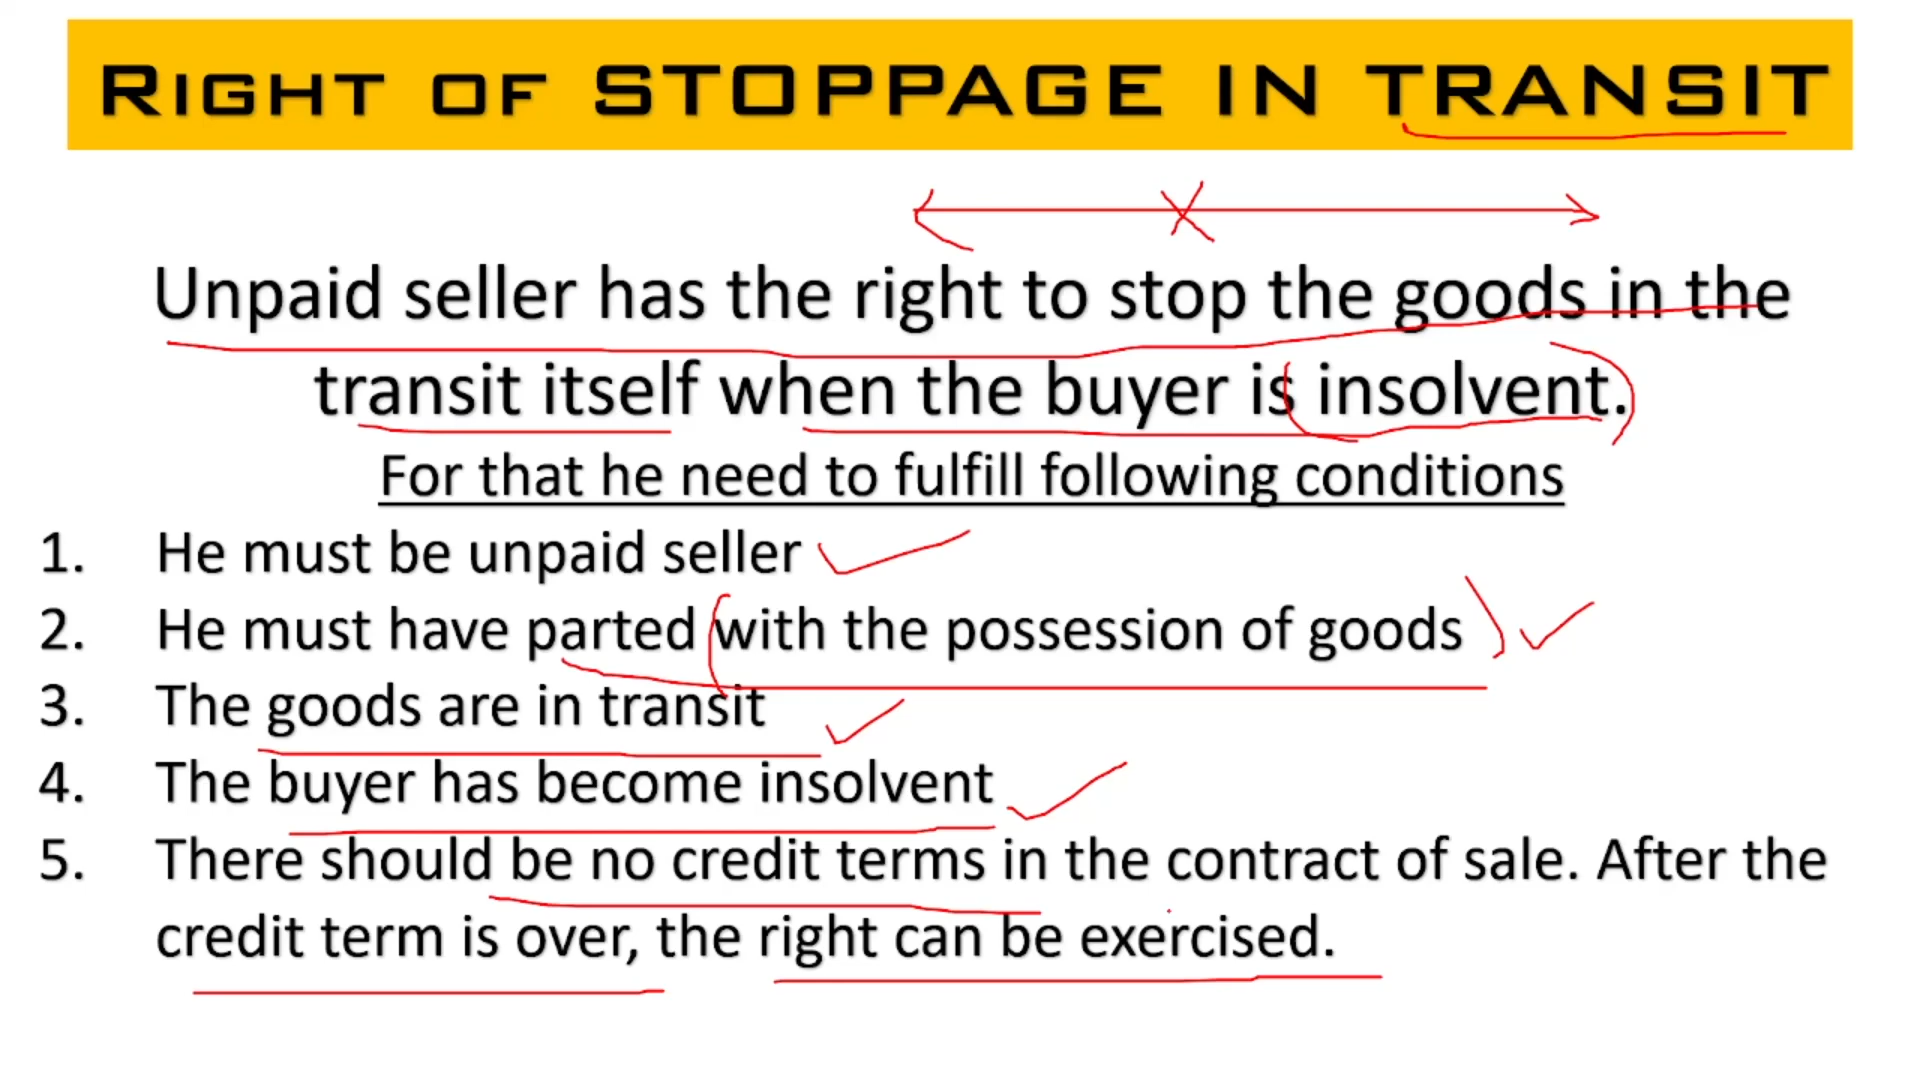 RIGHT OF STOPPAGE IN TRANSIT
Unpaid seller has the right to stop the goods in the
transit itself when the buyer is insolvent.
For that he need to fulfill following conditions
1. He must be unpaid seller
2. He must have parted with the possession of goods
3. The goods are in transit
4. The buyer has become insolvent
5. There should be no credit terms in the contract of sale. After the
credit term is over, the right can be exercised.